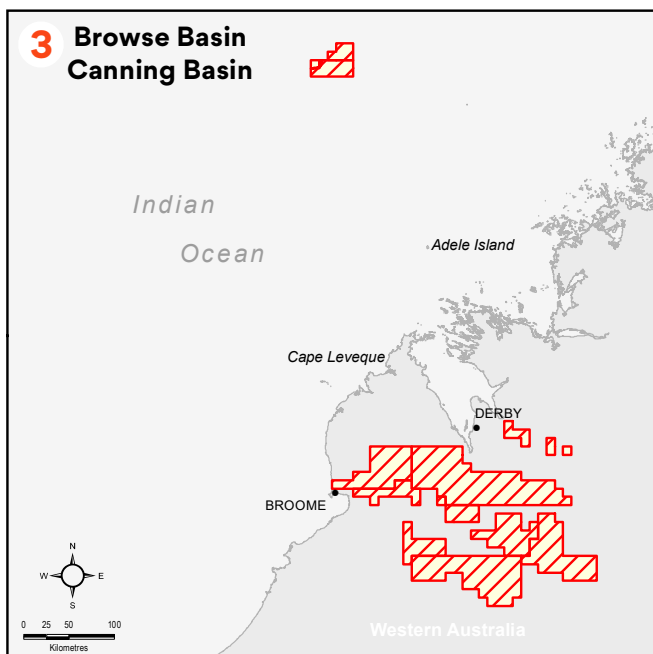 3
Browse Basin
Canning Basin
Indian
Ocean
Adele Island
Cape Leveque
DERBY
BROOME
N
W E
S
0 25 50 100
Kilometres
Western Australia